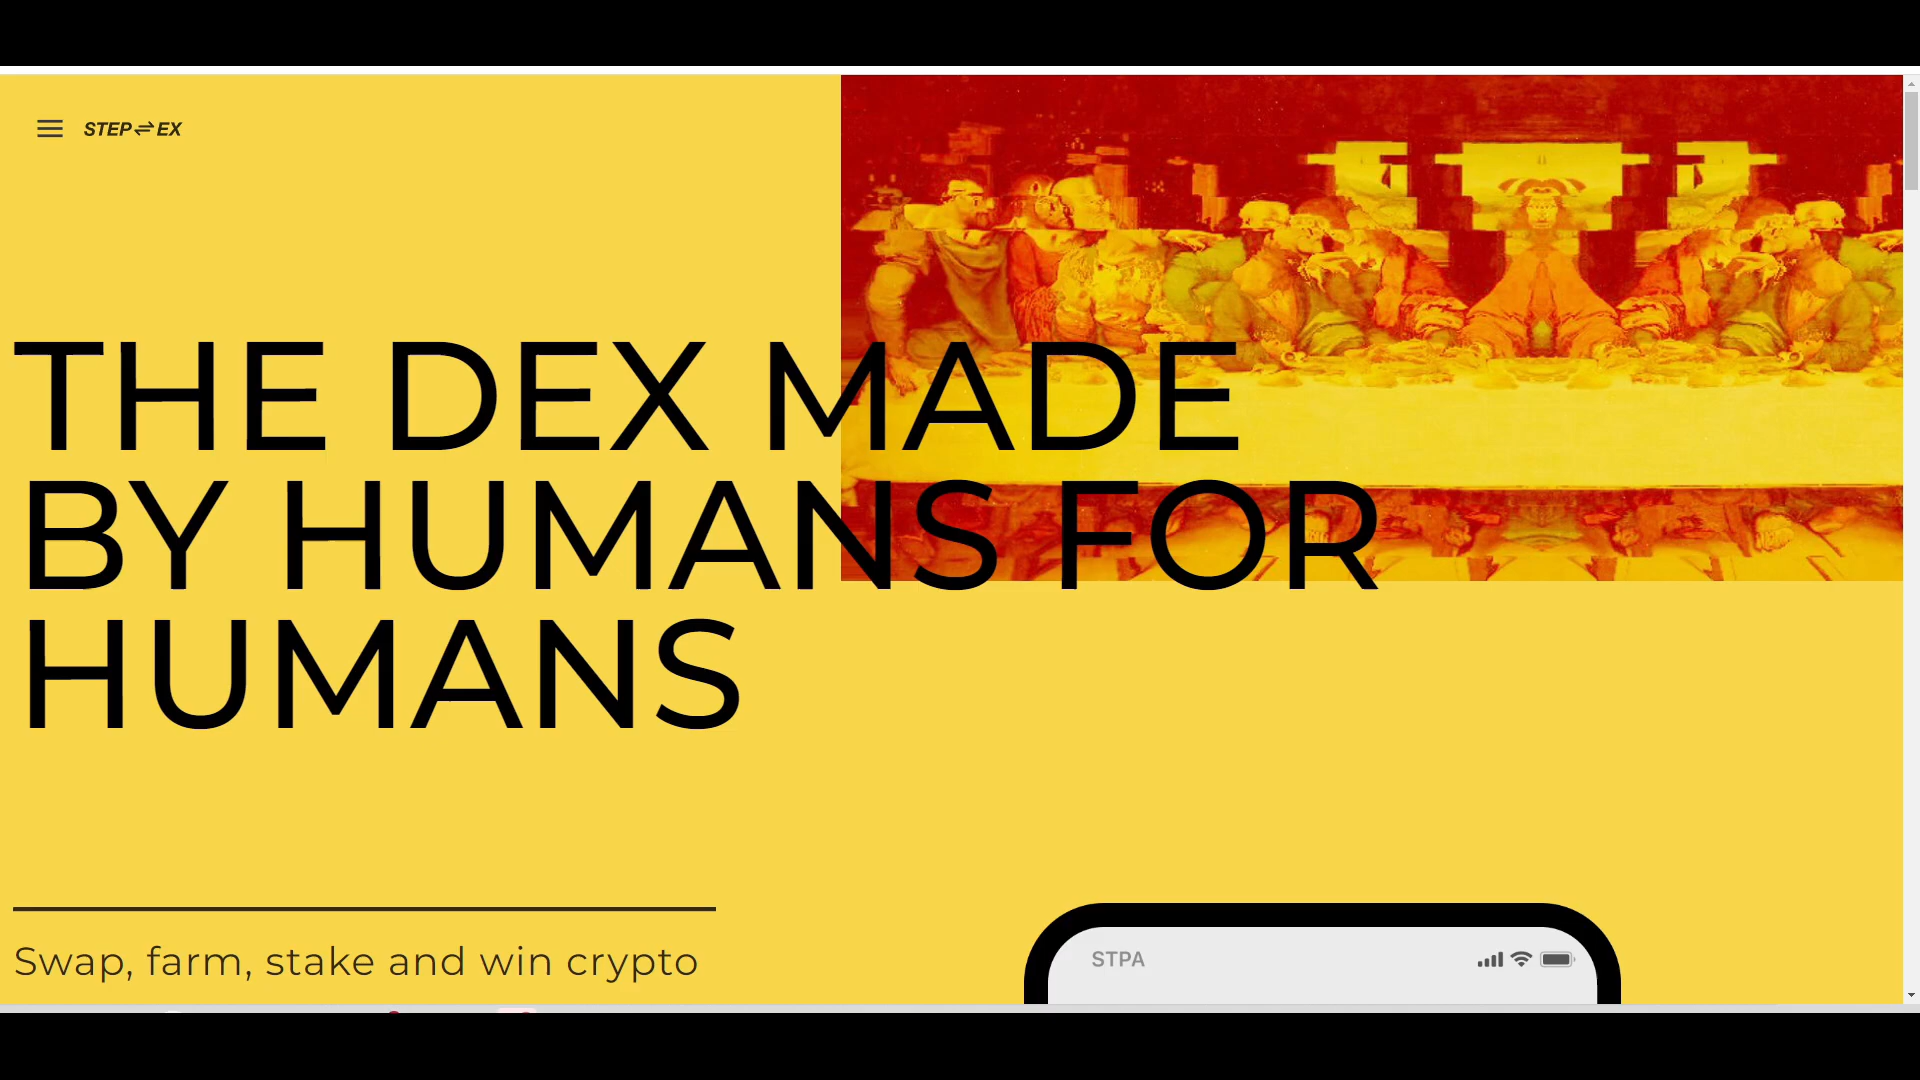 STEP⇌EX
THE DEX MADE
BY HUMANS FOR
HUMANS
Swap, farm, stake and win crypto
STPA